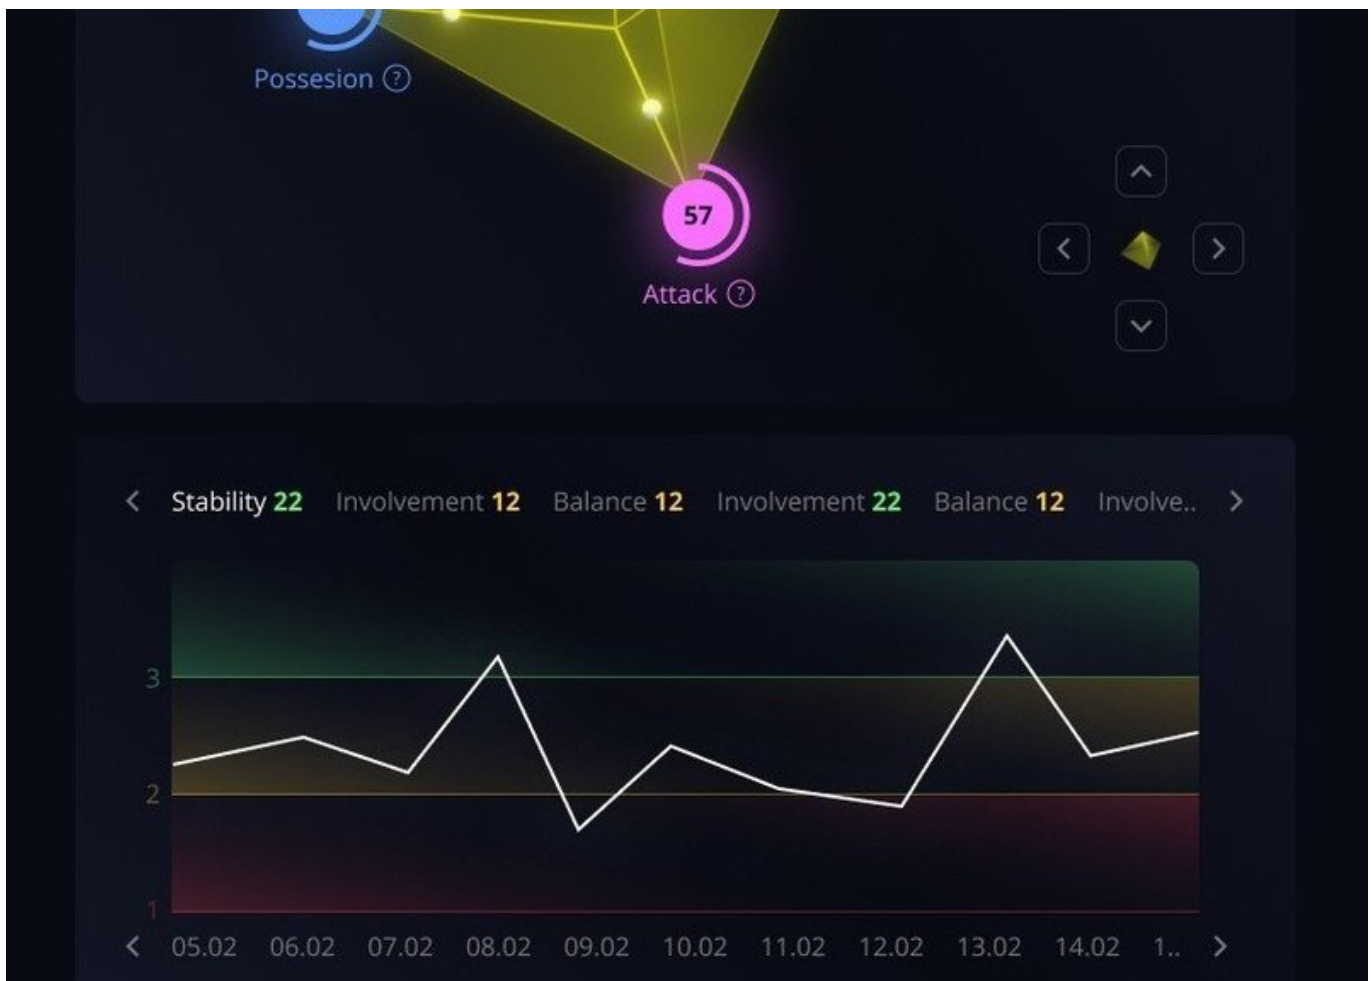 Possesion ?
57
Attack ?
Stability 22 Involvement 12 Balance 12 Involvement 22 Balance 12 Involve..
3
2
1
05.02 06.02 07.02 08.02 09.02 10.02 11.02 12.02 13.02 14.02 1..